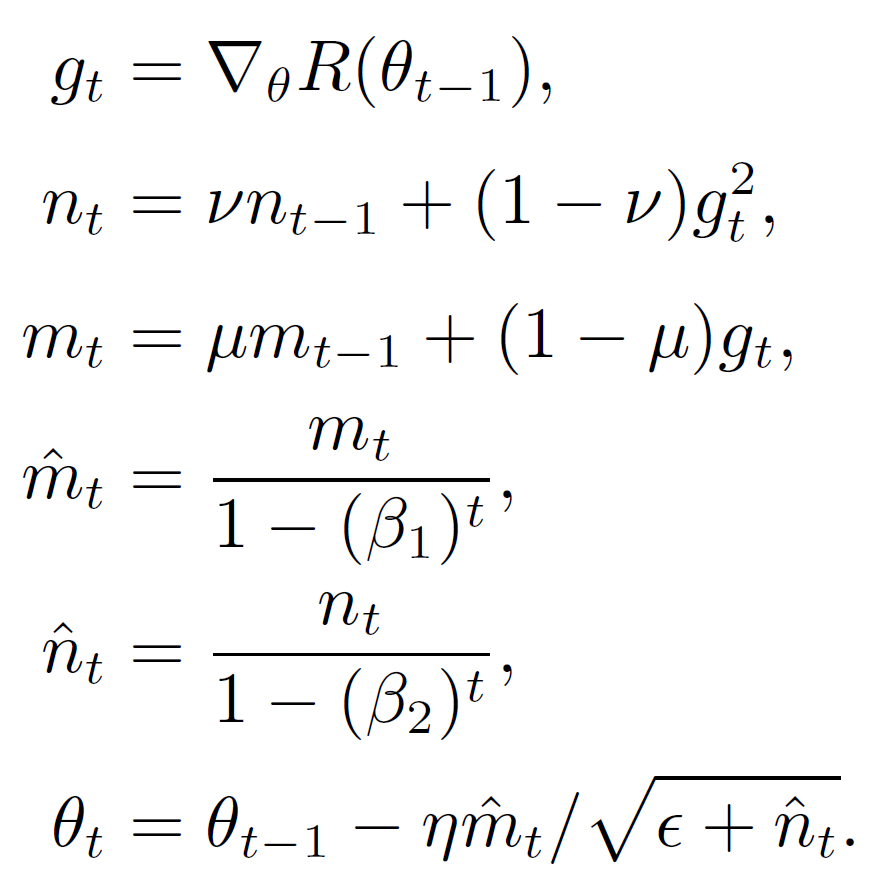 g_t = ∇_θ R(θ_{t−1}),
n_t = νn_{t−1} + (1 − ν)g_t^2,
m_t = μm_{t−1} + (1 − μ)g_t,
m̂_t = m_t / (1 − (β_1)^t),
n̂_t = n_t / (1 − (β_2)^t),
θ_t = θ_{t−1} − ηm̂_t/√(ϵ + n̂_t).